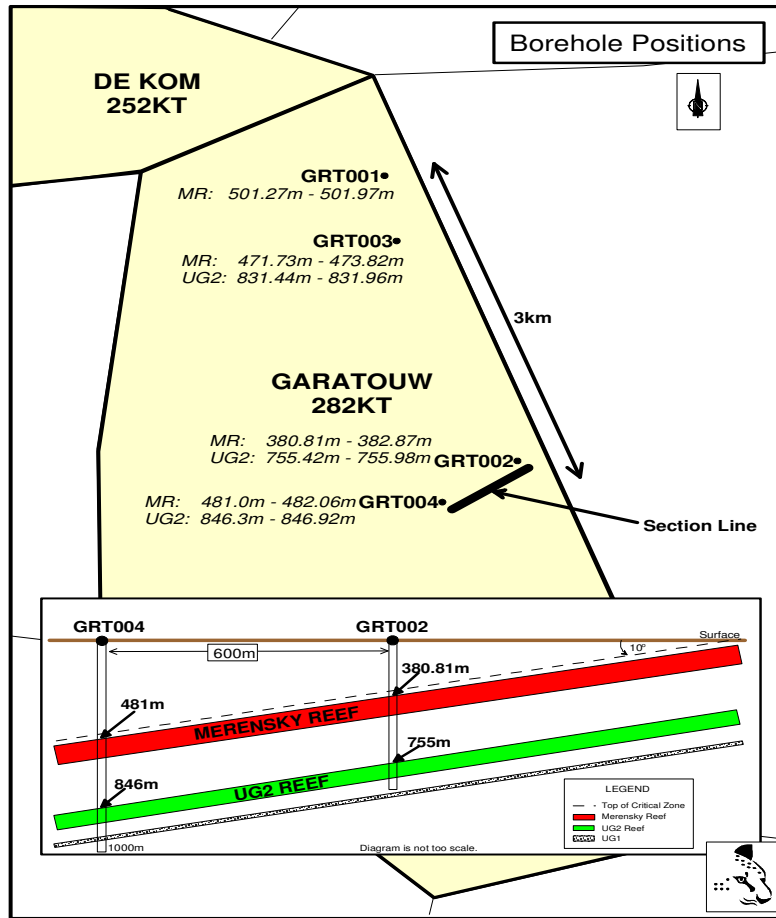 Borehole Positions
DE KOM
252KT
GRT001
MR: 501.27m - 501.97m
GRT003
MR: 471.73m - 473.82m
UG2: 831.44m - 831.96m
3km
GARATOUW
282KT
MR: 380.81m - 382.87m
UG2: 755.42m - 755.98m
GRT002
MR: 481.0m - 482.06m
UG2: 846.3m - 846.92m
GRT004
Section Line
GRT004
GRT002
Surface
600m
10°
380.81m
481m
MERENSKY REEF
755m
846m
UG2 REEF
1000m
Diagram is not too scale.
LEGEND
Top of Critical Zone
Merensky Reef
UG2 Reef
UG1